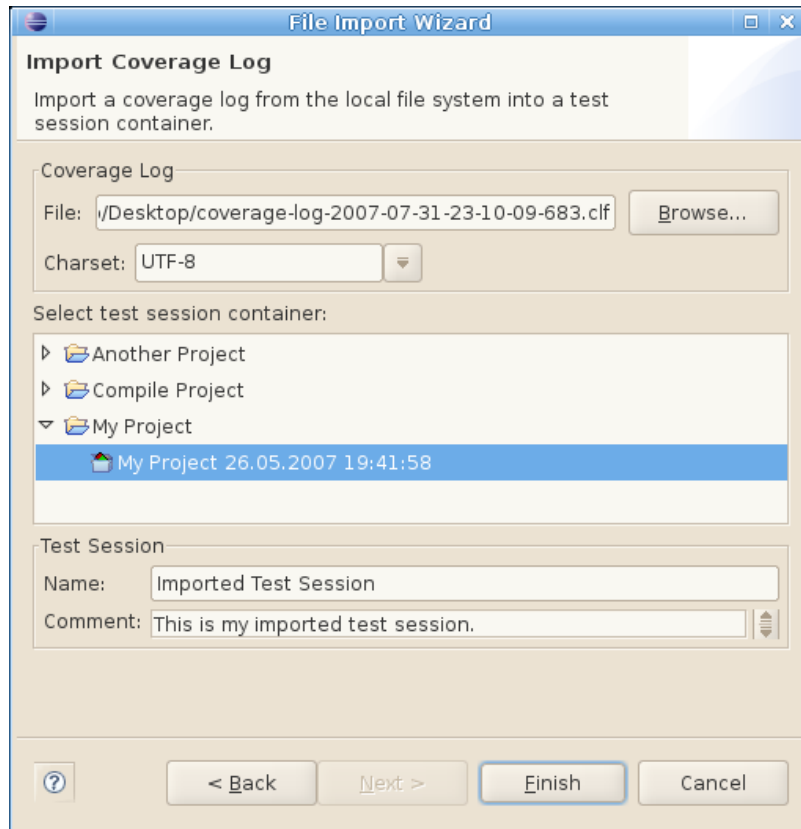 File Import Wizard
Import Coverage Log
Import a coverage log from the local file system into a test
session container.
Coverage Log
File: /Desktop/coverage-log-2007-07-31-23-10-09-683.clf Browse...
Charset: UTF-8
Select test session container:
Another Project
Compile Project
My Project
My Project 26.05.2007 19:41:58
Test Session
Name: Imported Test Session
Comment: This is my imported test session.
< Back Next > Finish Cancel